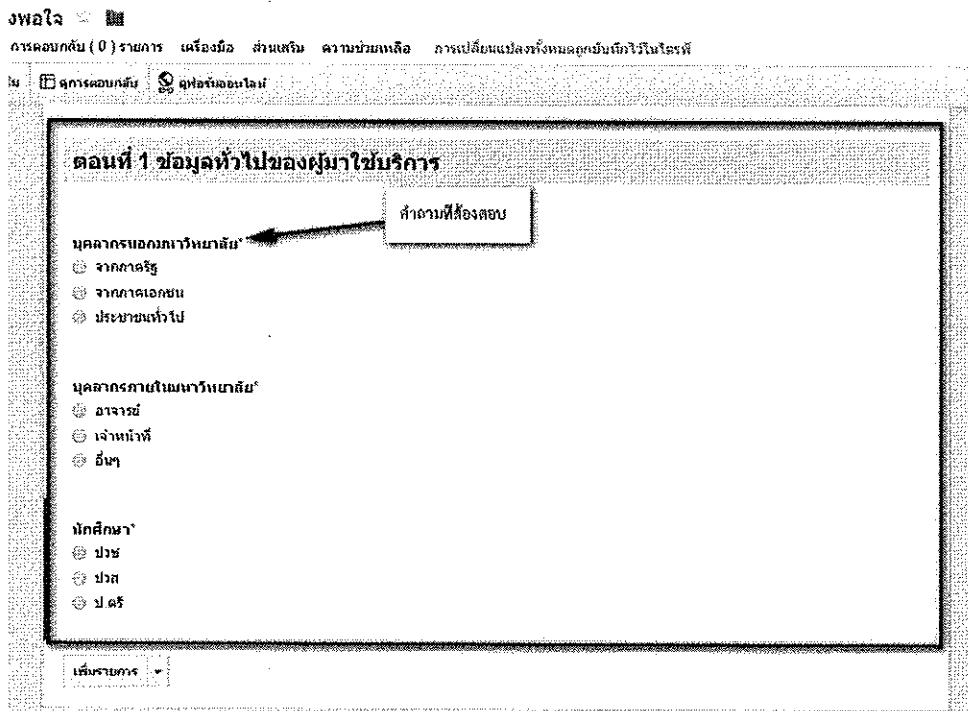 งพอใจ
การตอบกลับ ( 0 ) รายการ เครื่องมือ ส่วนเสริม ความช่วยเหลือ การเปลี่ยนแปลงทั้งหมดถูกบันทึกไว้ในไดรฟ์
ดูการตอบกลับ ดูฟอร์มออนไลน์
ตอนที่ 1 ข้อมูลทั่วไปของผู้มาใช้บริการ
คำถามที่ต้องตอบ
บุคลากรนอกมหาวิทยาลัย*
จากภาครัฐ
จากภาคเอกชน
ประชาชนทั่วไป
บุคลากรภายในมหาวิทยาลัย*
อาจารย์
เจ้าหน้าที่
อื่นๆ
นักศึกษา*
ปวช
ปวส
ป.ตรี
เพิ่มรายการ